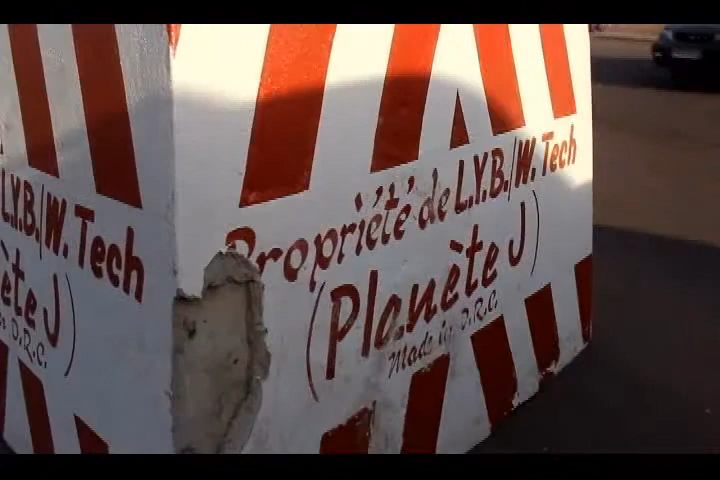 L.Y.B./W. Tech
ète J)
D.R.C.
Propriété de L.Y.B./W. Tech
(Planète J)
Made in D.R.C.